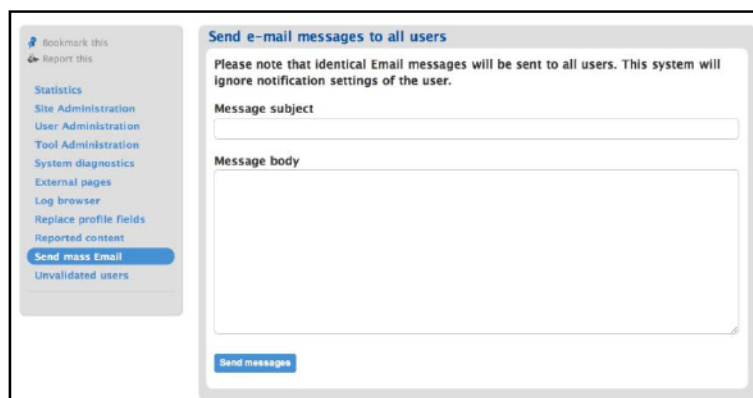 Bookmark this
Report this
Statistics
Site Administration
User Administration
Tool Administration
System diagnostics
External pages
Log browser
Replace profile fields
Reported content
Send mass Email
Unvalidated users
Send e-mail messages to all users
Please note that identical Email messages will be sent to all users. This system will
ignore notification settings of the user.
Message subject
Message body
Send messages